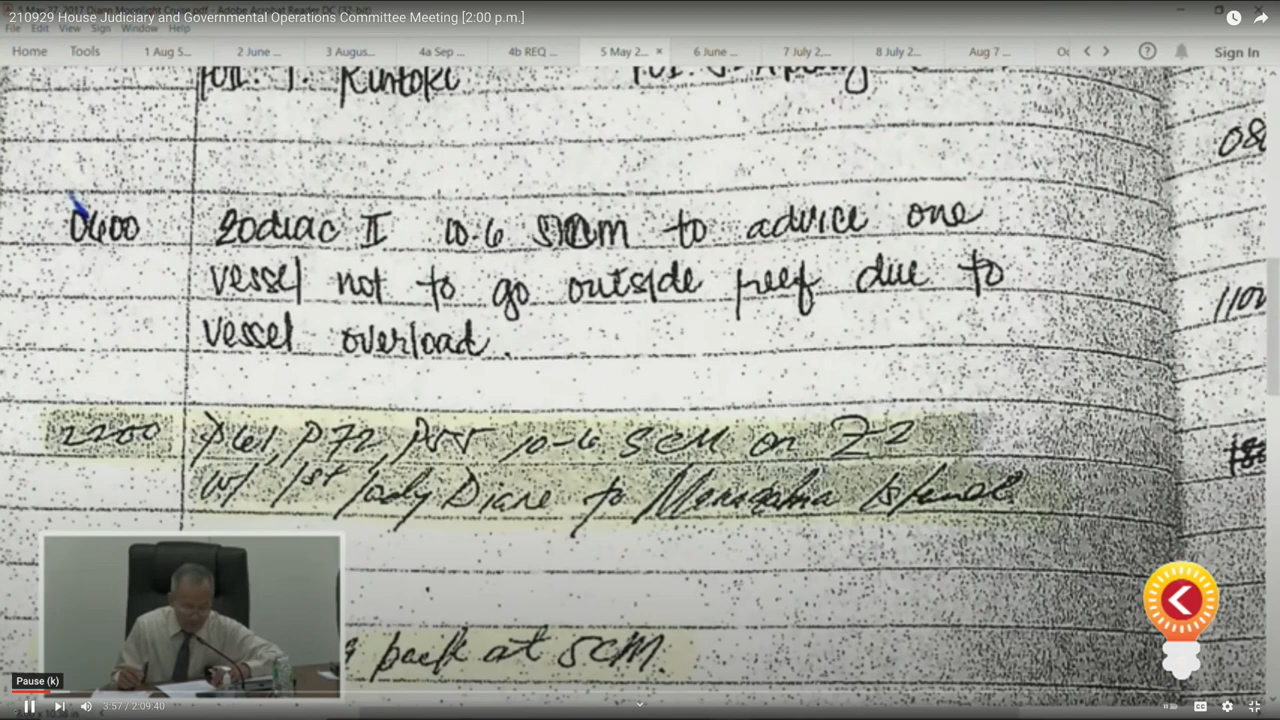 210929 House Judiciary and Governmental Operations Committee Meeting [2:00 p.m.]
File Edit View Sign Window Help
Home Tools 1 Aug 5... 2 June ... 3 Augus... 4a Sep ... 4b REQ ... 5 May 2... × 6 June ... 7 July 2... 8 July 2... Aug 7 ... Sign In
0600 Zodiac II 10-6 SCM to advice one
vessel not to go outside reef due to
vessel overload.
1100
2200 P61, P72, P55 10-6 SCM on Z-2
w/ 1st lady Diane to Managaha Island.
back at SCM.
Pause (k)
3:57 / 2:09:40